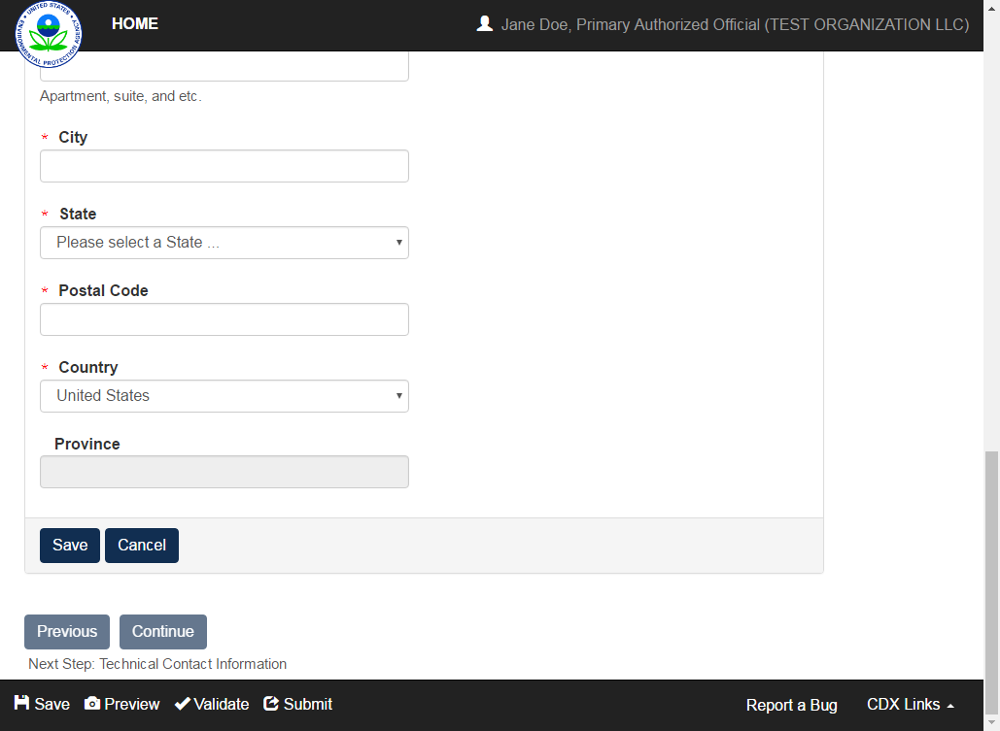 UNITED STATES
ENVIRONMENTAL PROTECTION AGENCY
HOME
Jane Doe, Primary Authorized Official (TEST ORGANIZATION LLC)
Apartment, suite, and etc.
* City
* State
Please select a State ...
* Postal Code
* Country
United States
Province
Save Cancel
Previous Continue
Next Step: Technical Contact Information
Save Preview Validate Submit Report a Bug CDX Links